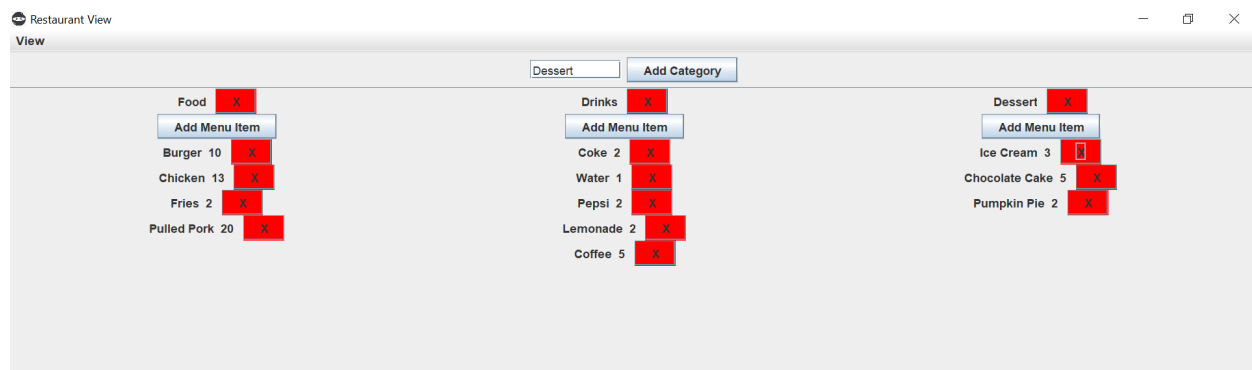 Restaurant View
View
Dessert Add Category
Food X Drinks X Dessert X
Add Menu Item Add Menu Item Add Menu Item
Burger 10 X Coke 2 X Ice Cream 3 X
Chicken 13 X Water 1 X Chocolate Cake 5 X
Fries 2 X Pepsi 2 X Pumpkin Pie 2 X
Pulled Pork 20 X Lemonade 2 X
Coffee 5 X